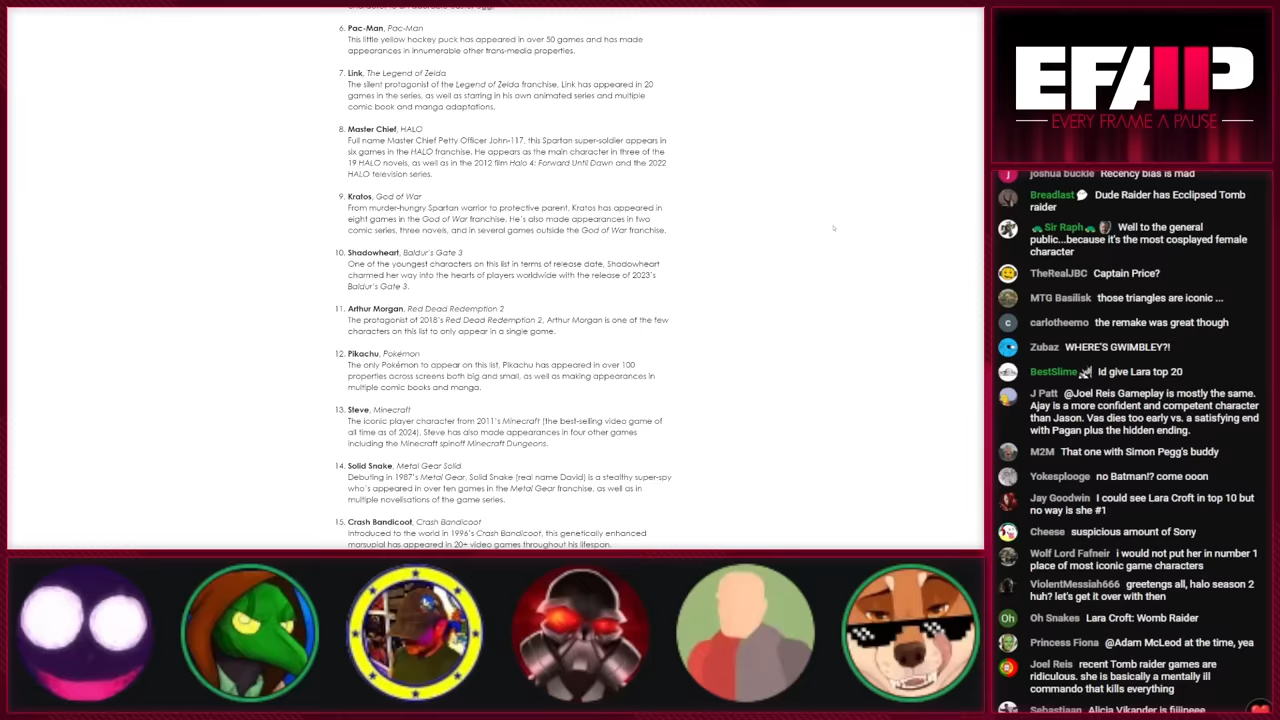 6. Pac-Man, Pac-Man
This little yellow hockey puck has appeared in over 50 games and has made
appearances in innumerable other trans-media properties.
7. Link, The Legend of Zelda
The silent protagonist of the Legend of Zelda franchise, Link has appeared in 20
games in the series, as well as starring in his own animated series and multiple
comic book and manga adaptations.
8. Master Chief, HALO
Full name Master Chief Petty Officer John-117, this Spartan super-soldier appears in
six games in the HALO franchise. He appears as the main character in three of the
19 HALO novels, as well as in the 2012 film Halo 4: Forward Until Dawn and the 2022
HALO television series.
9. Kratos, God of War
From murder-hungry Spartan warrior to protective parent, Kratos has appeared in
eight games in the God of War franchise. He's also made appearances in two
comic series, three novels, and in several games outside the God of War franchise.
10. Shadowheart, Baldur's Gate 3
One of the youngest characters on this list in terms of release date, Shadowheart
charmed her way into the hearts of players worldwide with the release of 2023's
Baldur's Gate 3.
11. Arthur Morgan, Red Dead Redemption 2
The protagonist of 2018's Red Dead Redemption 2, Arthur Morgan is one of the few
characters on this list to only appear in a single game.
12. Pikachu, Pokémon
The only Pokémon to appear on this list, Pikachu has appeared in over 100
properties across screens both big and small, as well as making appearances in
multiple comic books and manga.
13. Steve, Minecraft
The iconic player character from 2011's Minecraft (the best-selling video game of
all time as of 2024), Steve has also made appearances in four other games
including the Minecraft spinoff Minecraft Dungeons.
14. Solid Snake, Metal Gear Solid
Debuting in 1987's Metal Gear, Solid Snake (real name David) is a stealthy super-spy
who's appeared in over ten games in the Metal Gear franchise, as well as in
multiple novelisations of the game series.
15. Crash Bandicoot, Crash Bandicoot
Introduced to the world in 1996's Crash Bandicoot, this genetically enhanced
marsupial has appeared in 20+ video games throughout his lifespan.
EFAP
EVERY FRAME A PAUSE
j joshua buckle Recency bias is mad
Breadlast Dude Raider has Ecclipsed Tomb
raider
Sir Raph Well to the general
public...because it's the most cosplayed female
character
TheRealJBC Captain Price?
MTG Basilisk those triangles are iconic ...
c carlotheemo the remake was great though
Zubaz WHERE'S GWIMBLEY?!
BestSlime Id give Lara top 20
J Patt @Joel Reis Gameplay is mostly the same.
Ajay is a more confident and competent character
than Jason. Vas dies too early vs. a satisfying end
with Pagan plus the hidden ending.
M2M That one with Simon Pegg's buddy
Yokesplooge no Batman!? come ooon
Jay Goodwin I could see Lara Croft in top 10 but
no way is she #1
Cheese suspicious amount of Sony
Wolf Lord Fafneir i would not put her in number 1
place of most iconic game characters
ViolentMessiah666 greetengs all, halo season 2
huh? let's get it over with then
Oh Oh Snakes Lara Croft: Womb Raider
Princess Fiona @Adam McLeod at the time, yea
Joel Reis recent Tomb raider games are
ridiculous. she is basically a mentally ill
commando that kills everything
Sebastiaan Alicia Vikander is fiiineee